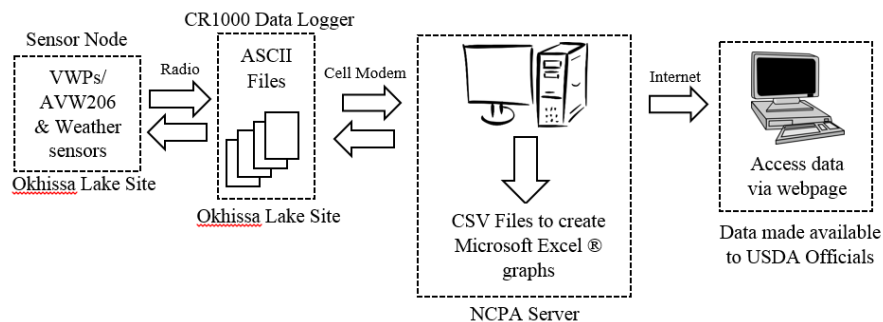 CR1000 Data Logger
Sensor Node
VWPs/
AVW206
& Weather
sensors
Okhissa Lake Site
Radio
ASCII
Files
Okhissa Lake Site
Cell Modem
CSV Files to create
Microsoft Excel ®
graphs
NCPA Server
Internet
Access data
via webpage
Data made available
to USDA Officials